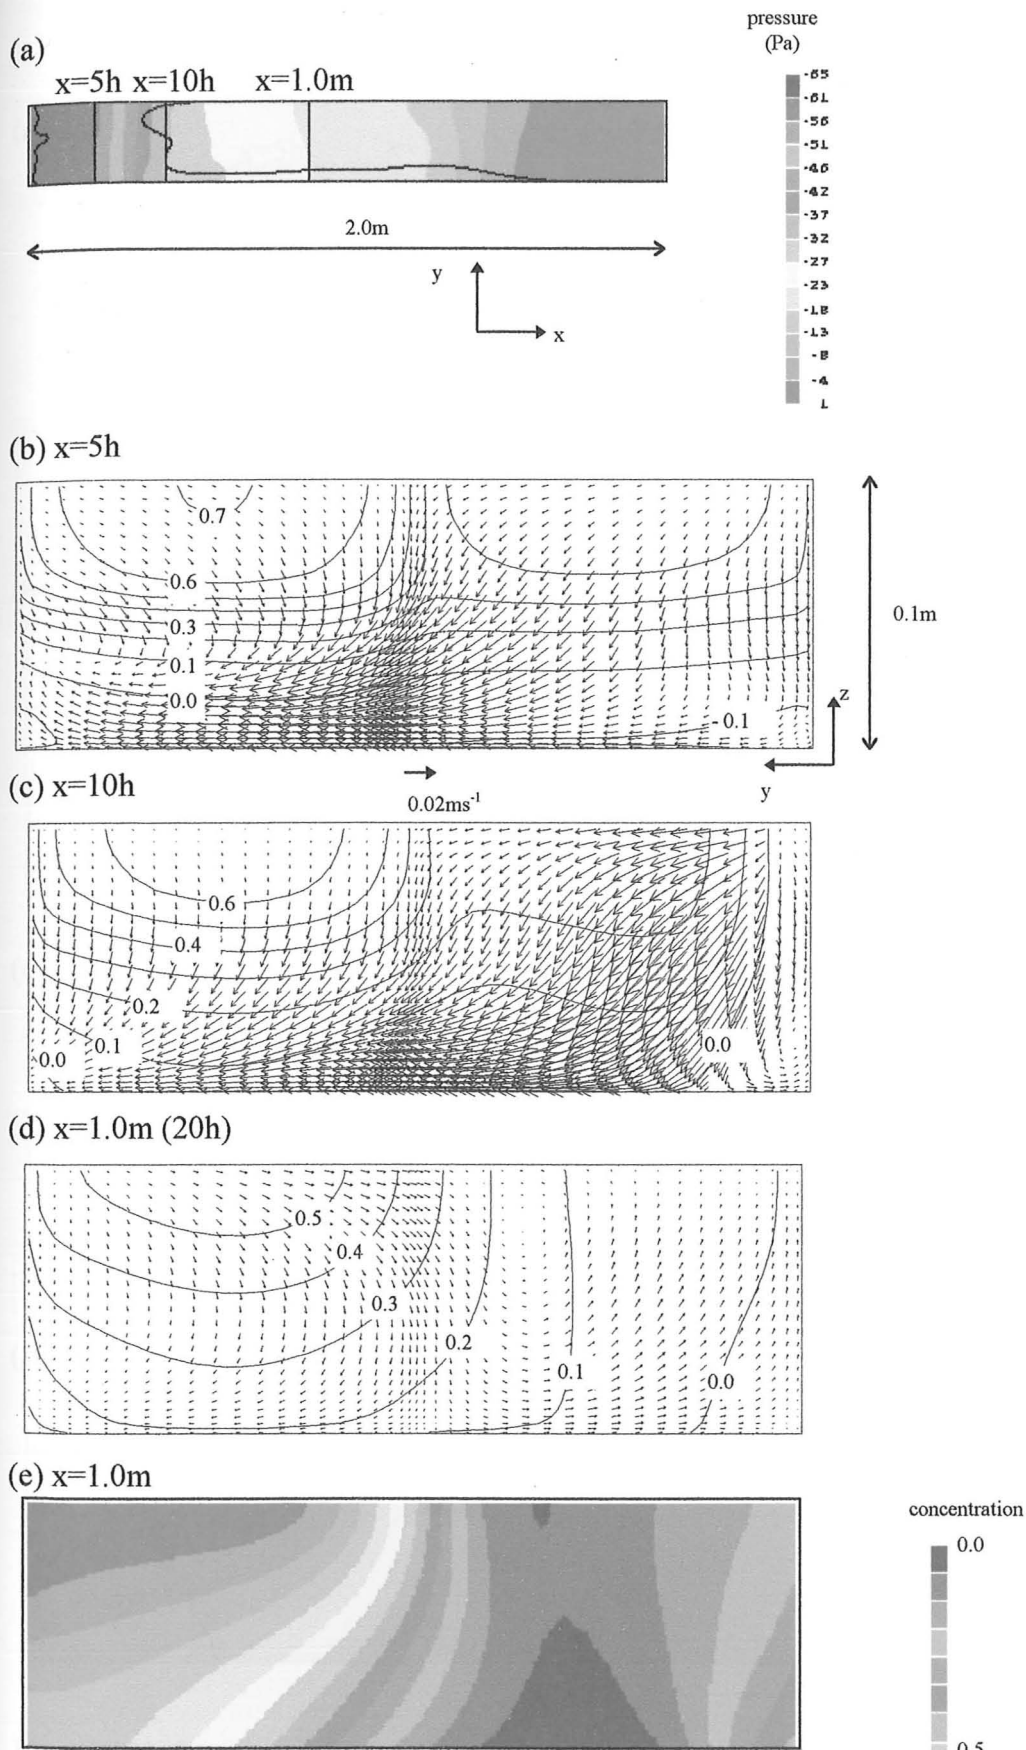 pressure
(Pa)
(a)
x=5h x=10h x=1.0m
-65
-61
-56
-51
-46
-42
-37
-32
-27
-23
-18
-13
-8
-4
1
2.0m
y
x
(b) x=5h
0.7
0.6
0.3
0.1
0.0
-0.1
0.1m
z
y
0.02ms⁻¹
(c) x=10h
0.6
0.4
0.2
0.1
0.0
0.0
(d) x=1.0m (20h)
0.5
0.4
0.3
0.2
0.1
0.0
(e) x=1.0m
concentration
0.0
0.5